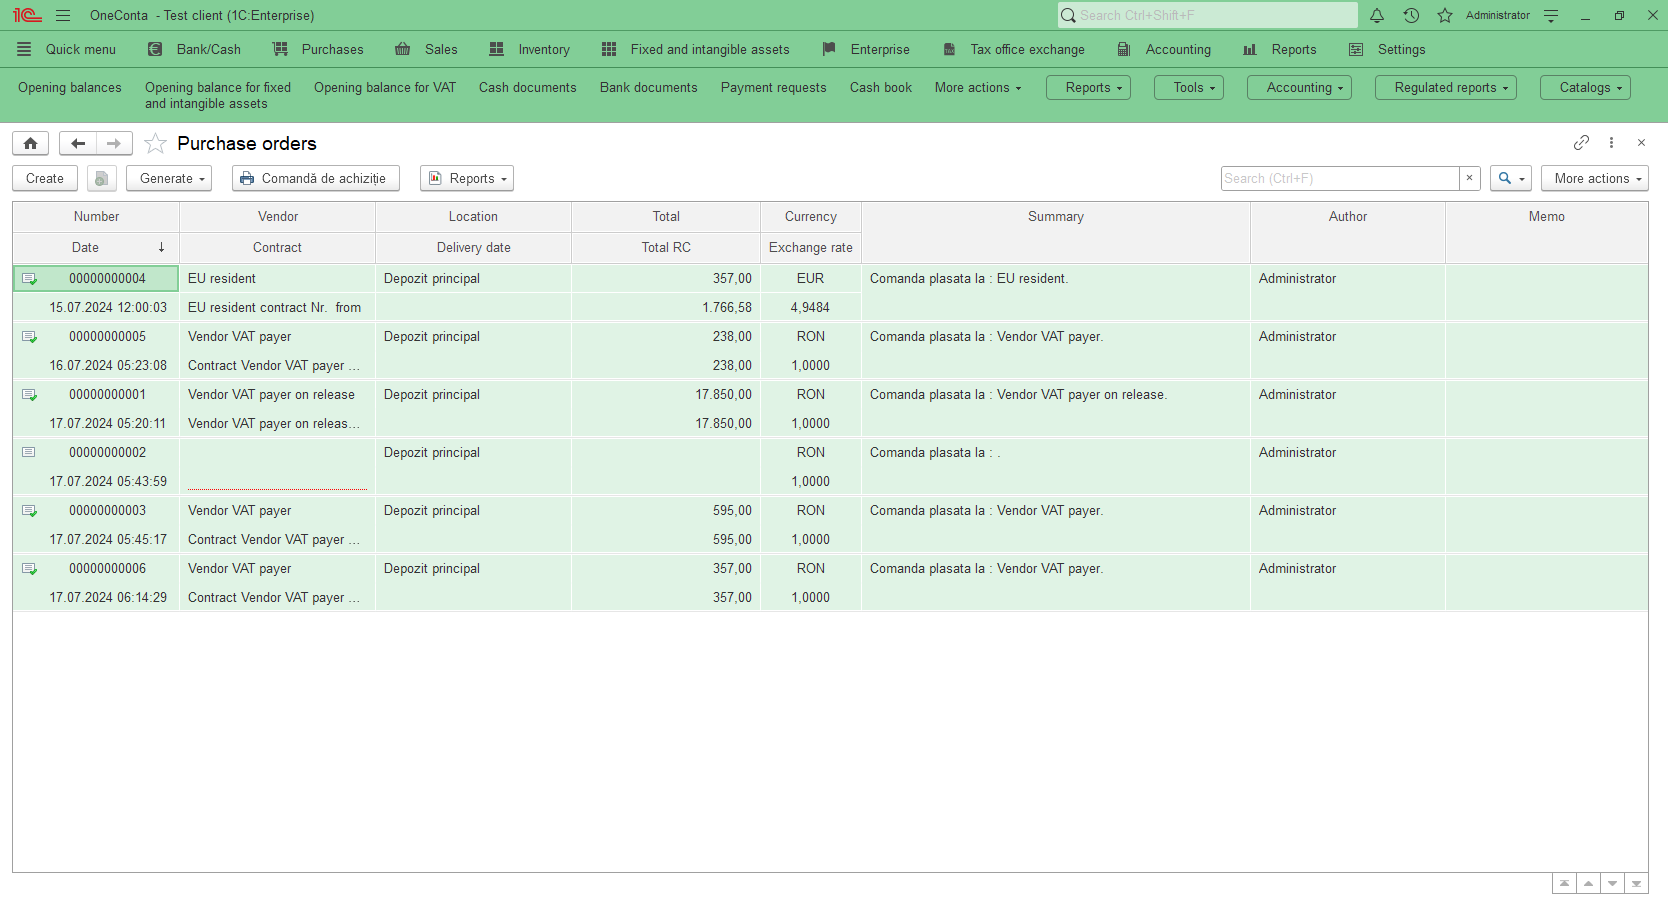 OneConta - Test client (1C:Enterprise)
Search Ctrl+Shift+F
Administrator
Quick menu
Bank/Cash
Purchases
Sales
Inventory
Fixed and intangible assets
Enterprise
Tax office exchange
Accounting
Reports
Settings
Opening balances
Opening balance for fixed
and intangible assets
Opening balance for VAT
Cash documents
Bank documents
Payment requests
Cash book
More actions
Reports
Tools
Accounting
Regulated reports
Catalogs
Purchase orders
Create
Generate
Comandă de achiziție
Reports
Search (Ctrl+F)
More actions
Number Vendor Location Total Currency Summary Author Memo
Date Contract Delivery date Total RC Exchange rate
00000000004 EU resident Depozit principal 357,00 EUR Comanda plasata la : EU resident. Administrator
15.07.2024 12:00:03 EU resident contract Nr. from 1.766,58 4,9484
00000000005 Vendor VAT payer Depozit principal 238,00 RON Comanda plasata la : Vendor VAT payer. Administrator
16.07.2024 05:23:08 Contract Vendor VAT payer ... 238,00 1,0000
00000000001 Vendor VAT payer on release Depozit principal 17.850,00 RON Comanda plasata la : Vendor VAT payer on release. Administrator
17.07.2024 05:20:11 Vendor VAT payer on releas... 17.850,00 1,0000
00000000002 Depozit principal RON Comanda plasata la : . Administrator
17.07.2024 05:43:59 1,0000
00000000003 Vendor VAT payer Depozit principal 595,00 RON Comanda plasata la : Vendor VAT payer. Administrator
17.07.2024 05:45:17 Contract Vendor VAT payer ... 595,00 1,0000
00000000006 Vendor VAT payer Depozit principal 357,00 RON Comanda plasata la : Vendor VAT payer. Administrator
17.07.2024 06:14:29 Contract Vendor VAT payer ... 357,00 1,0000